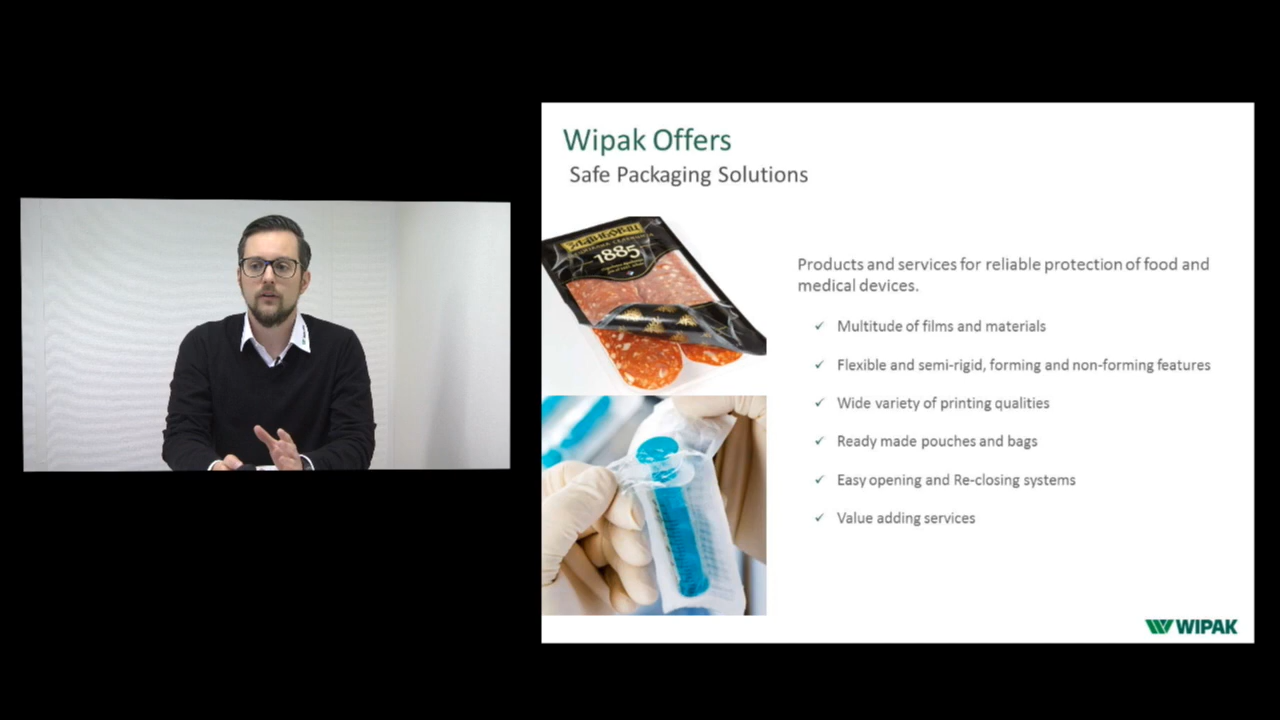 Wipak Offers
Safe Packaging Solutions
1885
Products and services for reliable protection of food and
medical devices.
✓ Multitude of films and materials
✓ Flexible and semi-rigid, forming and non-forming features
✓ Wide variety of printing qualities
✓ Ready made pouches and bags
✓ Easy opening and Re-closing systems
✓ Value adding services
WIPAK